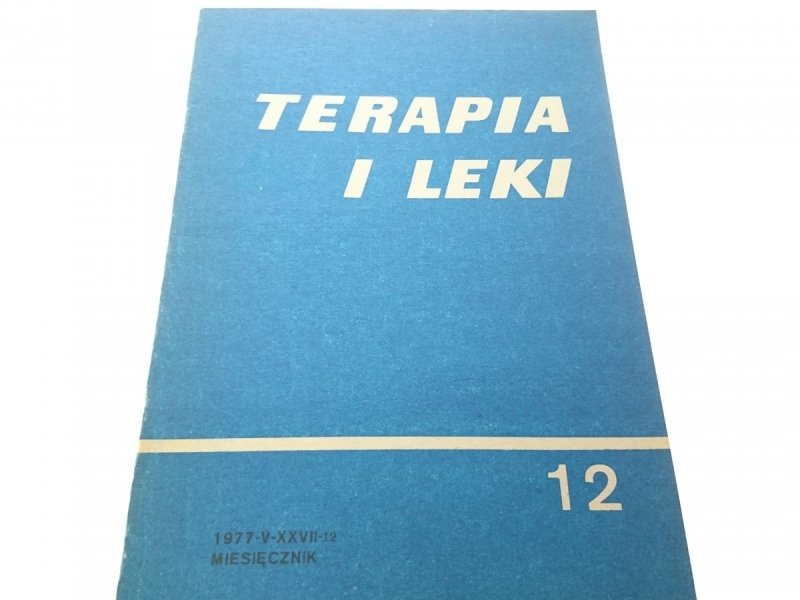 TERAPIA
I LEKI
12
1977-V-XXVII-12
MIESIĘCZNIK